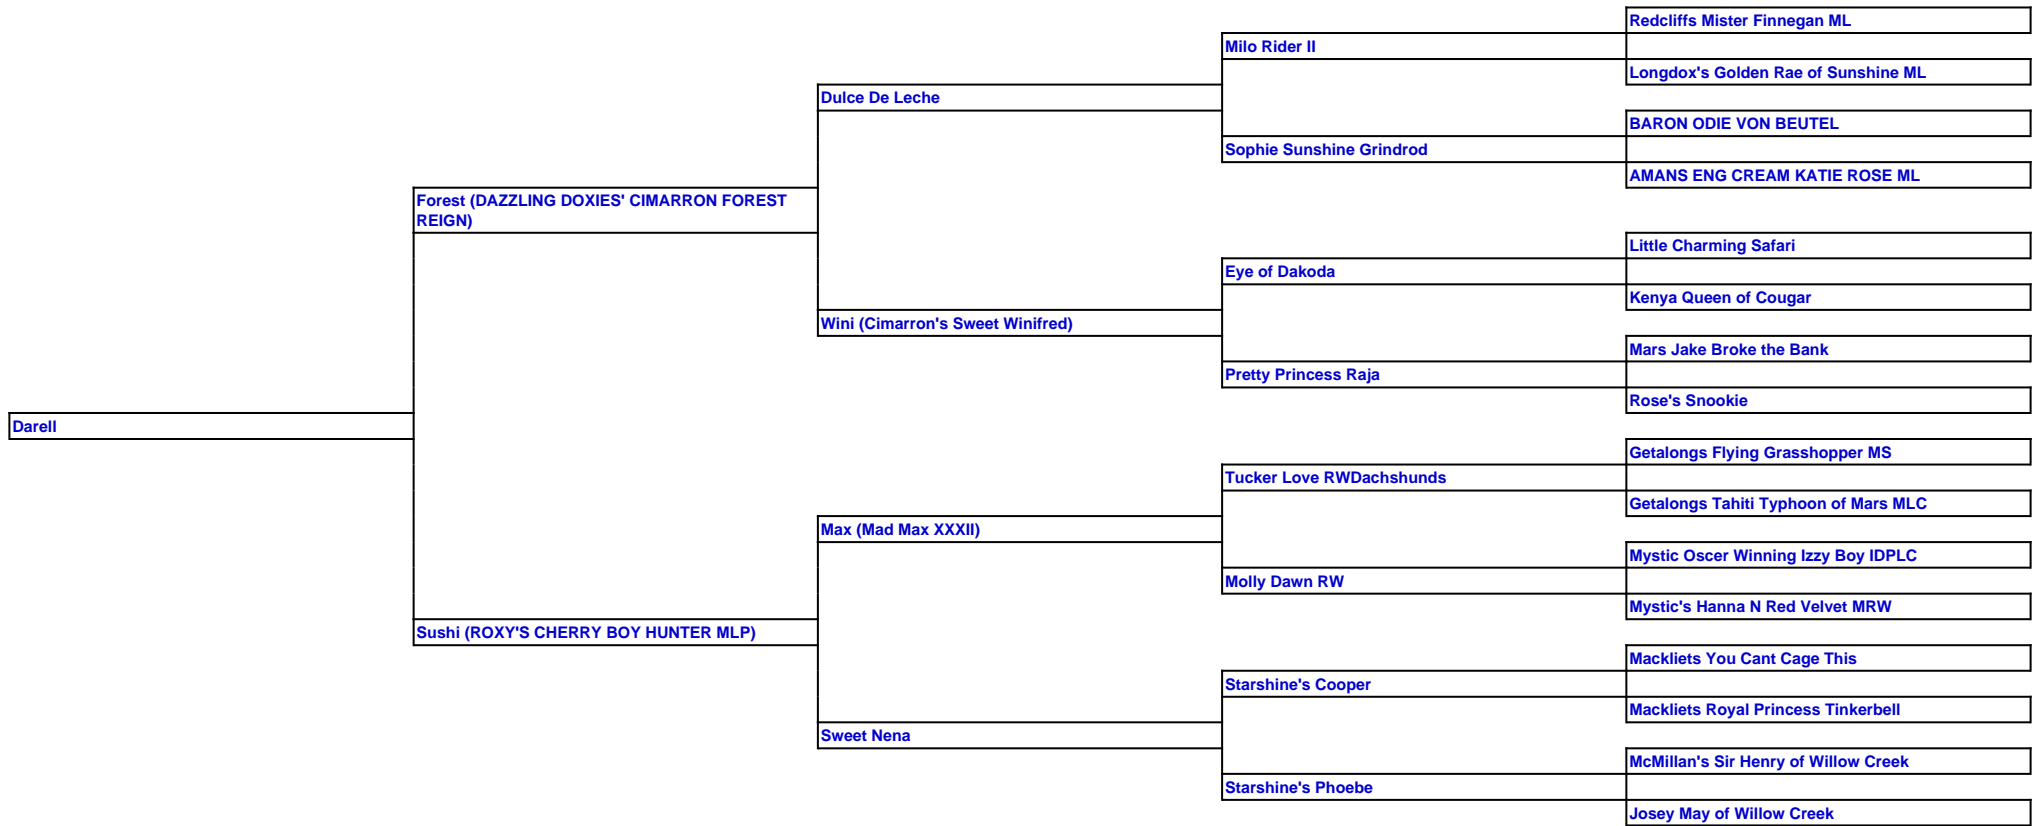 Redcliffs Mister Finnegan ML
Milo Rider II
Longdox's Golden Rae of Sunshine ML
Dulce De Leche
BARON ODIE VON BEUTEL
Sophie Sunshine Grindrod
AMANS ENG CREAM KATIE ROSE ML
Forest (DAZZLING DOXIES' CIMARRON FOREST
REIGN)
Little Charming Safari
Eye of Dakoda
Kenya Queen of Cougar
Wini (Cimarron's Sweet Winifred)
Mars Jake Broke the Bank
Pretty Princess Raja
Rose's Snookie
Darell
Getalongs Flying Grasshopper MS
Tucker Love RWDachshunds
Getalongs Tahiti Typhoon of Mars MLC
Max (Mad Max XXXII)
Mystic Oscer Winning Izzy Boy IDPLC
Molly Dawn RW
Mystic's Hanna N Red Velvet MRW
Sushi (ROXY'S CHERRY BOY HUNTER MLP)
Mackliets You Cant Cage This
Starshine's Cooper
Mackliets Royal Princess Tinkerbell
Sweet Nena
McMillan's Sir Henry of Willow Creek
Starshine's Phoebe
Josey May of Willow Creek